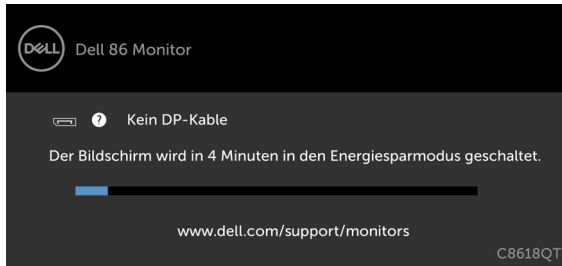 DELL
Dell 86 Monitor
? Kein DP-Kable
Der Bildschirm wird in 4 Minuten in den Energiesparmodus geschaltet.
www.dell.com/support/monitors
C8618QT